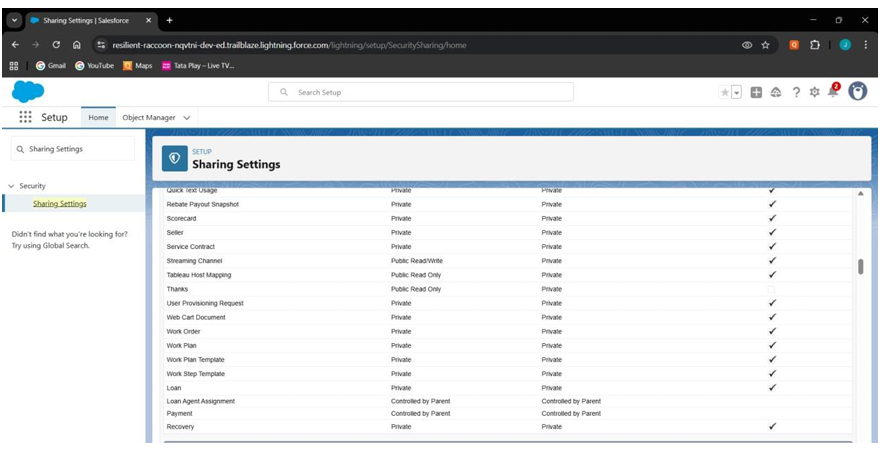 Sharing Settings | Salesforce
resilient-raccoon-nqvtni-dev-ed.trailblaze.lightning.force.com/lightning/setup/SecuritySharing/home
Q J
Gmail YouTube Maps Tata Play – Live TV...
Search Setup 2
Setup Home Object Manager
Sharing Settings
SETUP
Sharing Settings
Security
Sharing Settings
Didn't find what you're looking for?
Try using Global Search.
Quick Text Usage Private Private ✓
Rebate Payout Snapshot Private Private ✓
Scorecard Private Private ✓
Seller Private Private ✓
Service Contract Private Private ✓
Streaming Channel Public Read/Write Private ✓
Tableau Host Mapping Public Read Only Private ✓
Thanks Public Read Only Private
User Provisioning Request Private Private ✓
Web Cart Document Private Private ✓
Work Order Private Private ✓
Work Plan Private Private ✓
Work Plan Template Private Private ✓
Work Step Template Private Private ✓
Loan Private Private ✓
Loan Agent Assignment Controlled by Parent Controlled by Parent
Payment Controlled by Parent Controlled by Parent
Recovery Private Private ✓